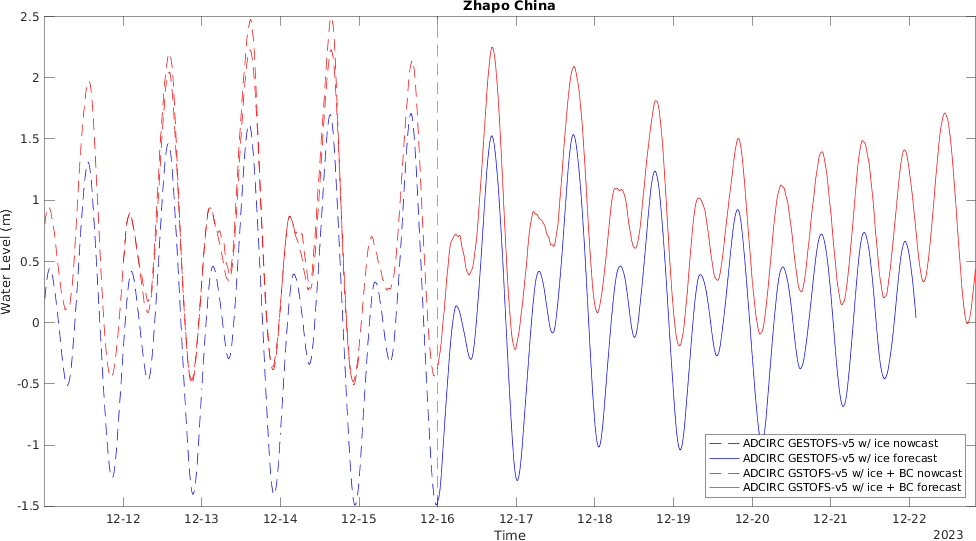 Zhapo China
2.5
2
1.5
1
0.5
0
-0.5
-1
-1.5
Water Level (m)
ADCIRC GESTOFS-v5 w/ ice nowcast
ADCIRC GESTOFS-v5 w/ ice forecast
ADCIRC GSTOFS-v5 w/ ice + BC nowcast
ADCIRC GSTOFS-v5 w/ ice + BC forecast
12-12 12-13 12-14 12-15 12-16 12-17 12-18 12-19 12-20 12-21 12-22
Time
2023